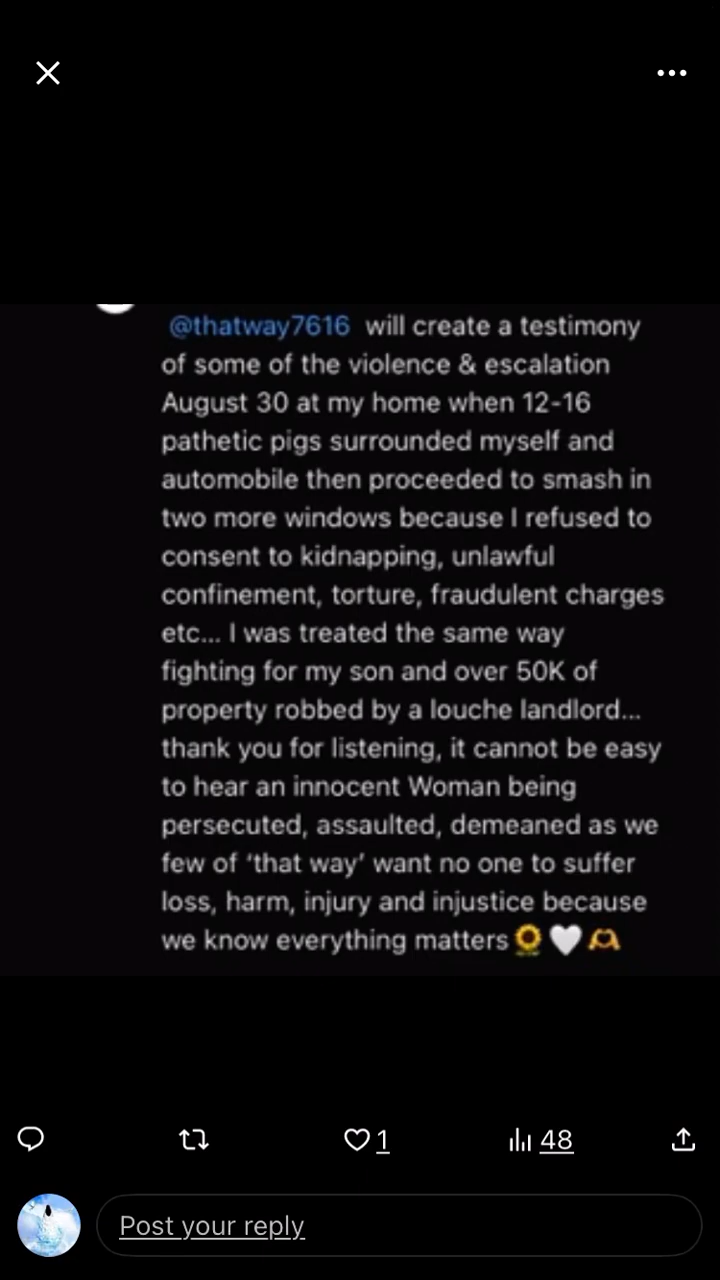 @thatway7616 will create a testimony
of some of the violence & escalation
August 30 at my home when 12-16
pathetic pigs surrounded myself and
automobile then proceeded to smash in
two more windows because I refused to
consent to kidnapping, unlawful
confinement, torture, fraudulent charges
etc... I was treated the same way
fighting for my son and over 50K of
property robbed by a louche landlord...
thank you for listening, it cannot be easy
to hear an innocent Woman being
persecuted, assaulted, demeaned as we
few of ‘that way’ want no one to suffer
loss, harm, injury and injustice because
we know everything matters🌻🤍🫶
1 48
Post your reply